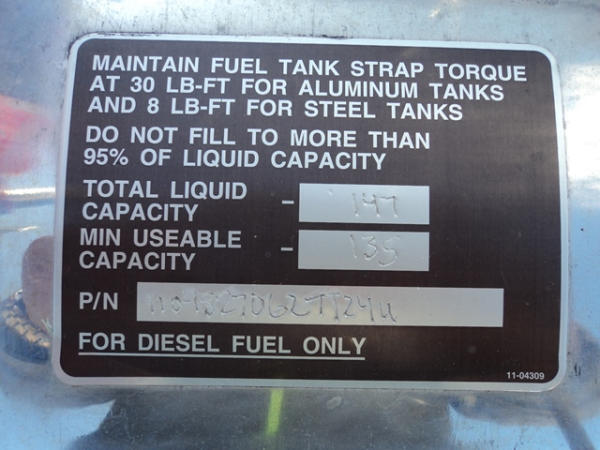 MAINTAIN FUEL TANK STRAP TORQUE
AT 30 LB-FT FOR ALUMINUM TANKS
AND 8 LB-FT FOR STEEL TANKS
DO NOT FILL TO MORE THAN
95% OF LIQUID CAPACITY
TOTAL LIQUID
CAPACITY - 147
MIN USEABLE
CAPACITY - 135
P/N
FOR DIESEL FUEL ONLY
11-04309